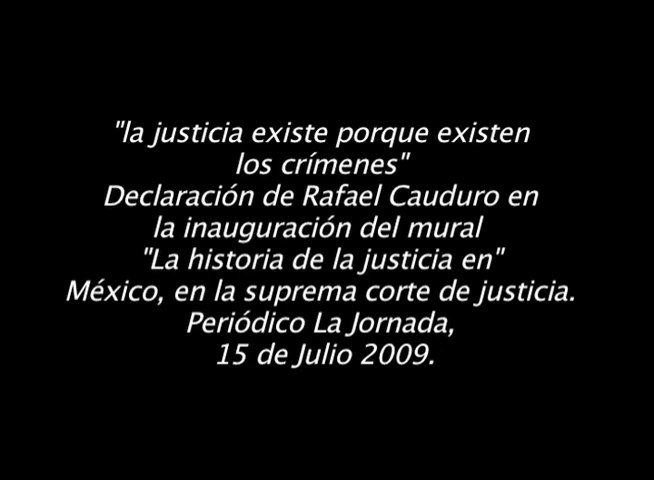 "la justicia existe porque existen
los crímenes"
Declaración de Rafael Cauduro en
la inauguración del mural
"La historia de la justicia en"
México, en la suprema corte de justicia.
Periódico La Jornada,
15 de Julio 2009.